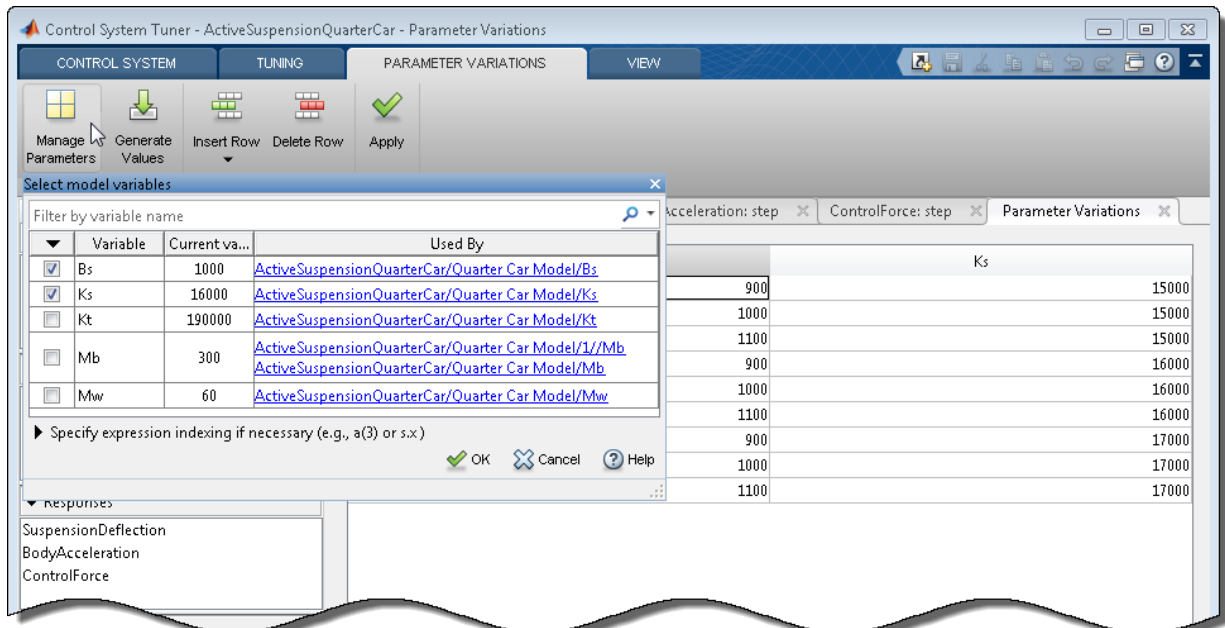 Control System Tuner - ActiveSuspensionQuarterCar - Parameter Variations
CONTROL SYSTEM TUNING PARAMETER VARIATIONS VIEW
Manage Parameters
Generate Values
Insert Row
Delete Row
Apply
Select model variables
Filter by variable name
Variable Current va... Used By
Bs 1000 ActiveSuspensionQuarterCar/Quarter Car Model/Bs
Ks 16000 ActiveSuspensionQuarterCar/Quarter Car Model/Ks
Kt 190000 ActiveSuspensionQuarterCar/Quarter Car Model/Kt
Mb 300 ActiveSuspensionQuarterCar/Quarter Car Model/1//Mb
ActiveSuspensionQuarterCar/Quarter Car Model/Mb
Mw 60 ActiveSuspensionQuarterCar/Quarter Car Model/Mw
Specify expression indexing if necessary (e.g., a(3) or s.x)
OK Cancel Help
Acceleration: step ControlForce: step Parameter Variations
Ks
900 15000
1000 15000
1100 15000
900 16000
1000 16000
1100 16000
900 17000
1000 17000
1100 17000
Responses
SuspensionDeflection
BodyAcceleration
ControlForce